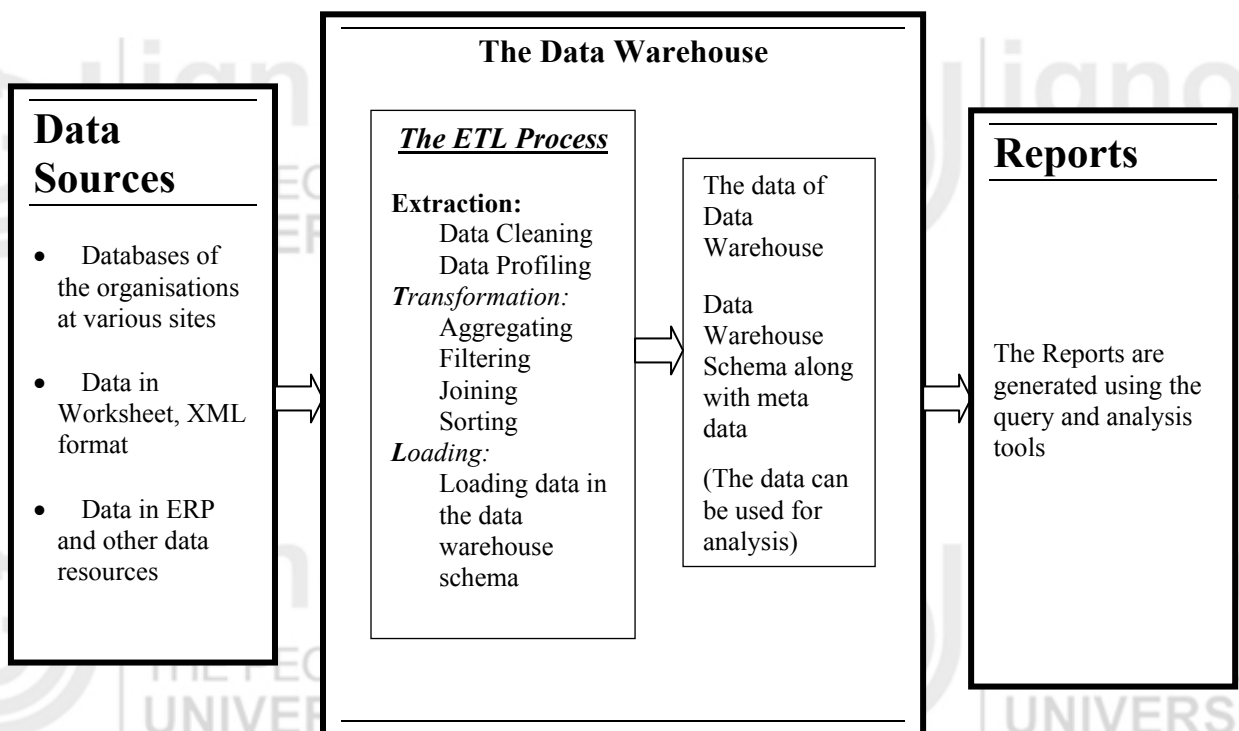 The Data Warehouse
Data
Sources
• Databases of
the organisations
at various sites
• Data in
Worksheet, XML
format
• Data in ERP
and other data
resources
The ETL Process
Extraction:
Data Cleaning
Data Profiling
Transformation:
Aggregating
Filtering
Joining
Sorting
Loading:
Loading data in
the data
warehouse
schema
The data of
Data
Warehouse
Data
Warehouse
Schema along
with meta
data
(The data can
be used for
analysis)
Reports
The Reports are
generated using the
query and analysis
tools